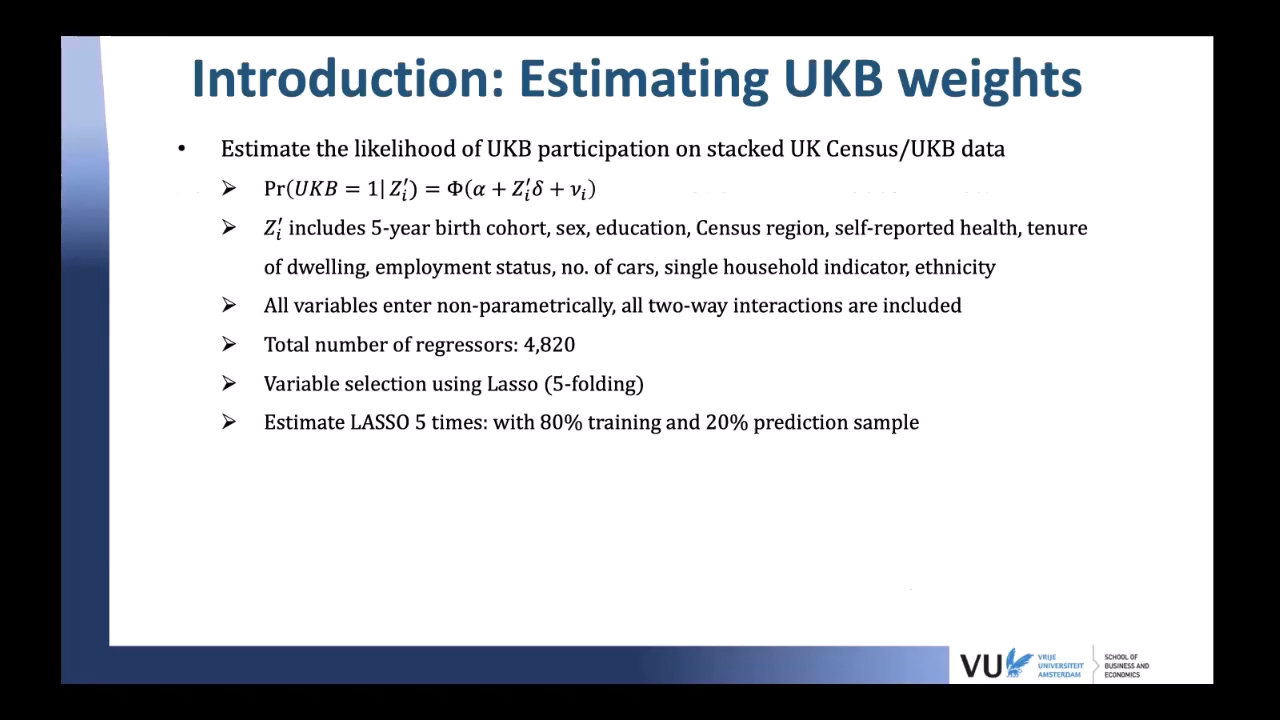 Introduction: Estimating UKB weights
• Estimate the likelihood of UKB participation on stacked UK Census/UKB data
➢ Pr(UKB = 1| Z′ᵢ) = Φ(α + Z′ᵢδ + νᵢ)
➢ Z′ᵢ includes 5-year birth cohort, sex, education, Census region, self-reported health, tenure
of dwelling, employment status, no. of cars, single household indicator, ethnicity
➢ All variables enter non-parametrically, all two-way interactions are included
➢ Total number of regressors: 4,820
➢ Variable selection using Lasso (5-folding)
➢ Estimate LASSO 5 times: with 80% training and 20% prediction sample
VU
VRIJE
UNIVERSITEIT
AMSTERDAM
SCHOOL OF
BUSINESS AND
ECONOMICS